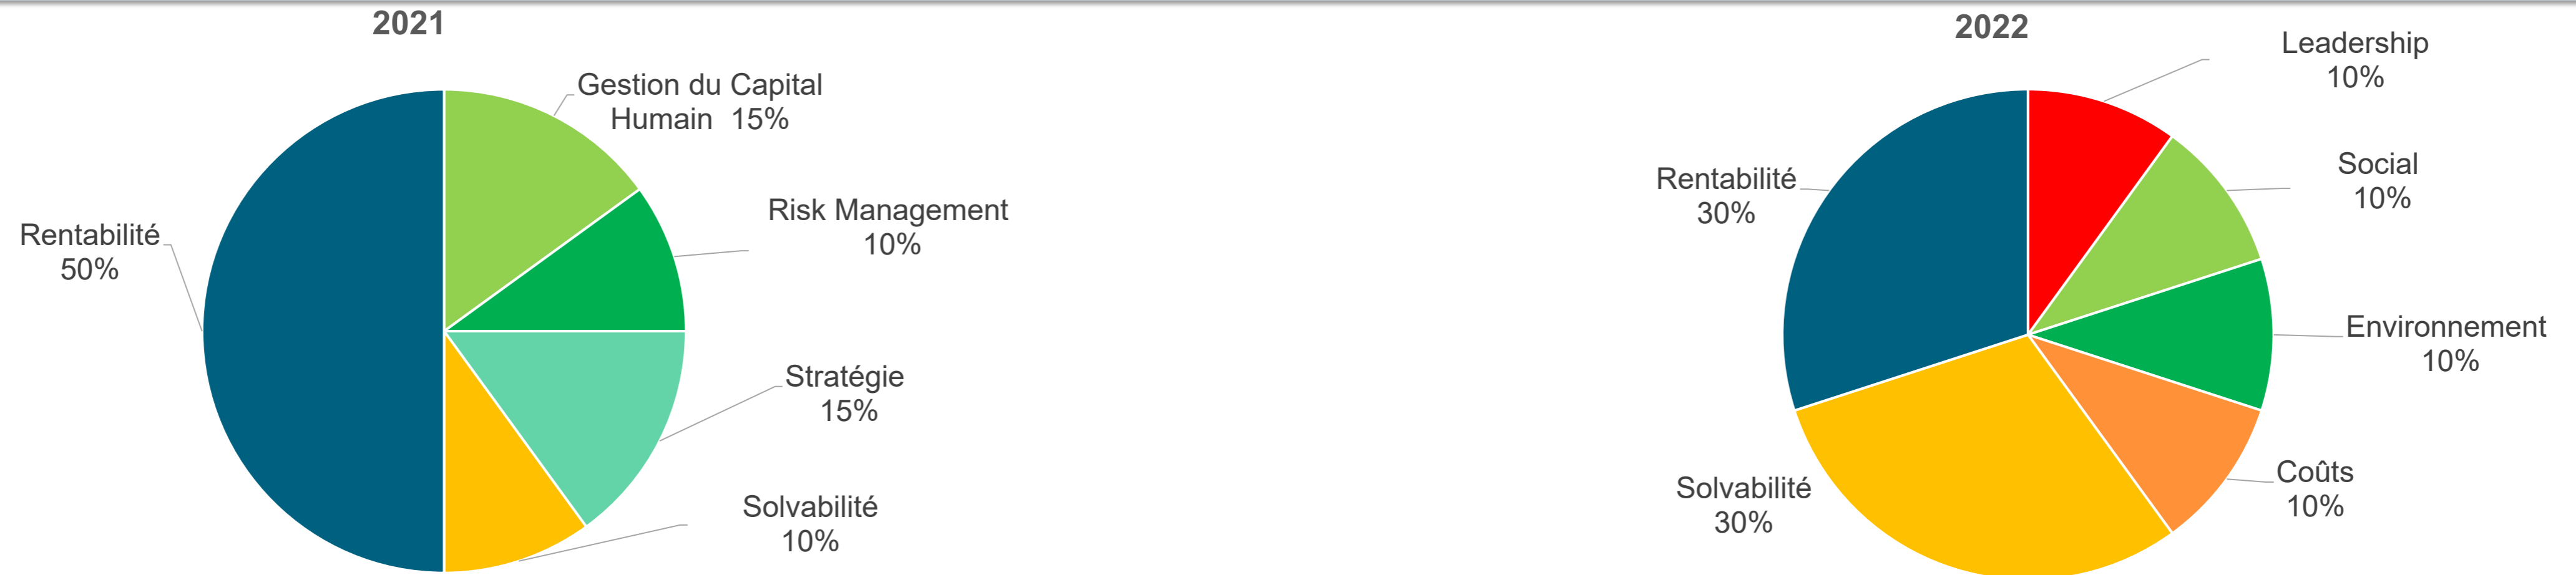 2021
Gestion du Capital
Humain  15%
Risk Management
10%
Rentabilité
50%
Stratégie
15%
Solvabilité
10%
2022
Leadership
10%
Social
10%
Rentabilité
30%
Environnement
10%
Coûts
10%
Solvabilité
30%